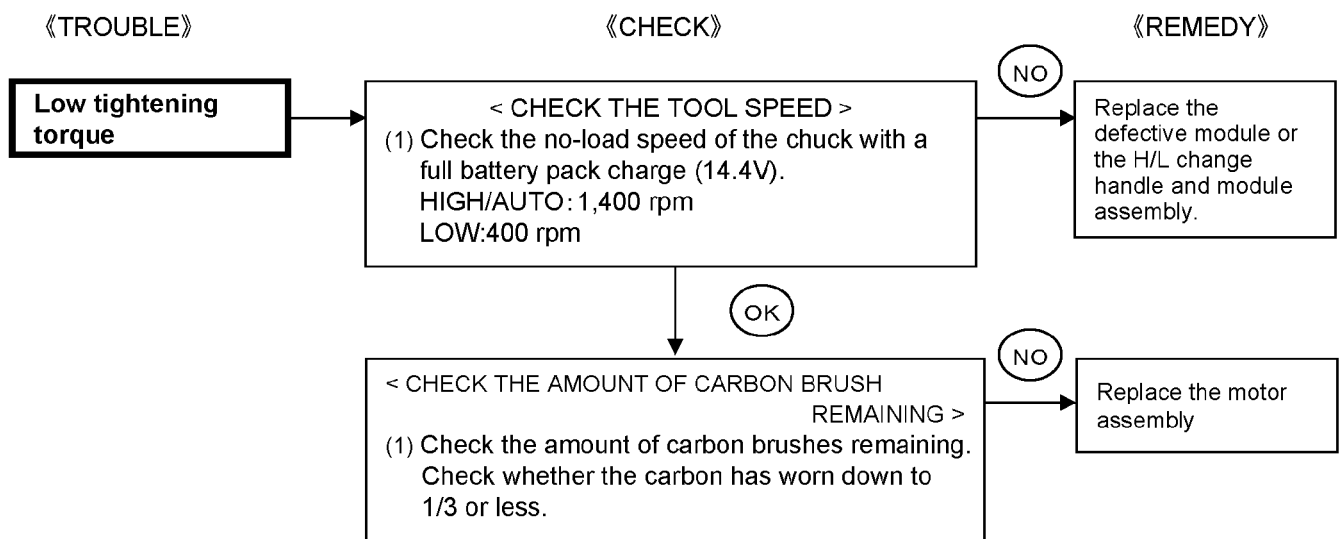 《TROUBLE》
《CHECK》
《REMEDY》
Low tightening
torque
< CHECK THE TOOL SPEED >
(1) Check the no-load speed of the chuck with a
full battery pack charge (14.4V).
HIGH/AUTO: 1,400 rpm
LOW:400 rpm
NO
Replace the
defective module or
the H/L change
handle and module
assembly.
OK
< CHECK THE AMOUNT OF CARBON BRUSH
REMAINING >
(1) Check the amount of carbon brushes remaining.
Check whether the carbon has worn down to
1/3 or less.
NO
Replace the motor
assembly